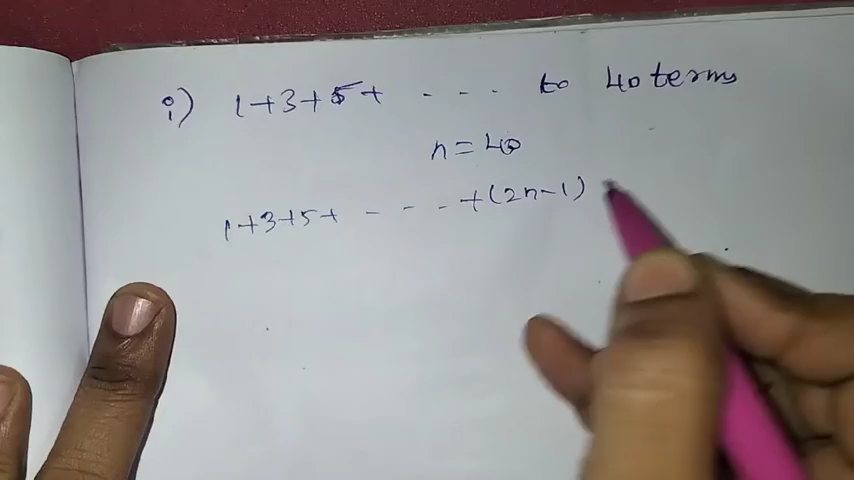 i) 1+3+5+ - - - to 40 terms
n=40
1+3+5+ - - - +(2n-1)